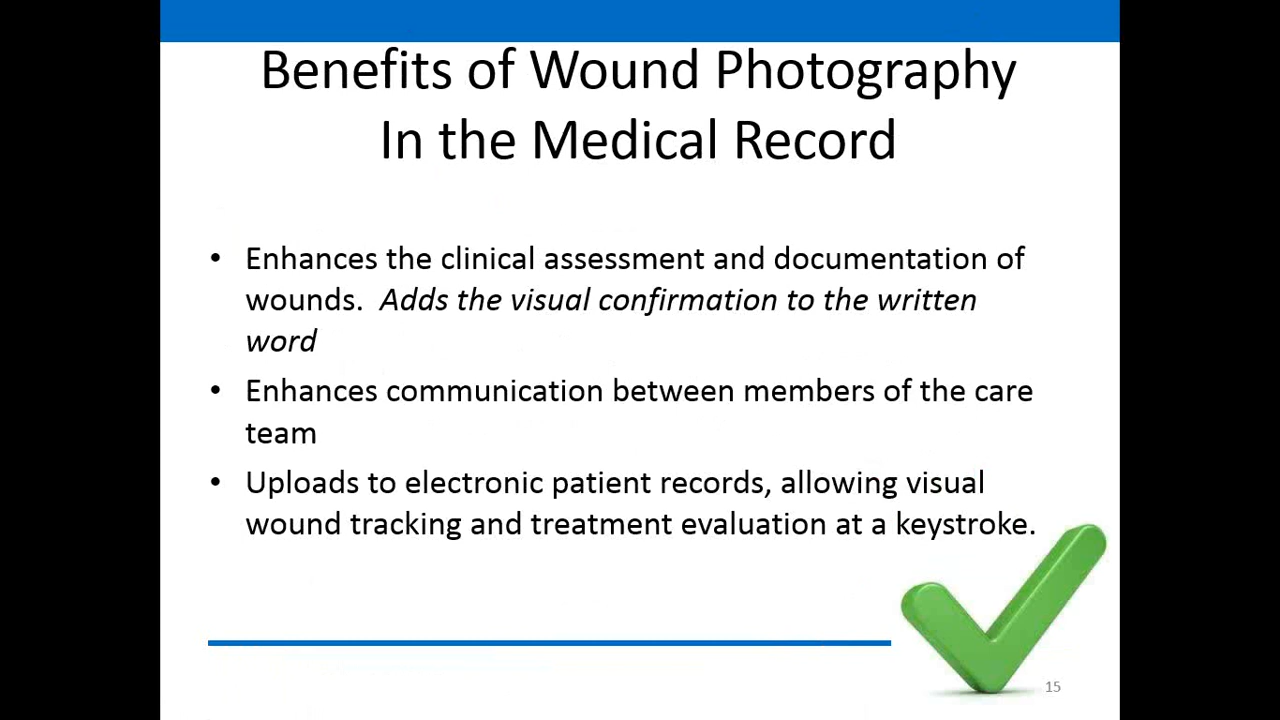 Benefits of Wound Photography
In the Medical Record
• Enhances the clinical assessment and documentation of
wounds.  Adds the visual confirmation to the written
word
• Enhances communication between members of the care
team
• Uploads to electronic patient records, allowing visual
wound tracking and treatment evaluation at a keystroke.
15